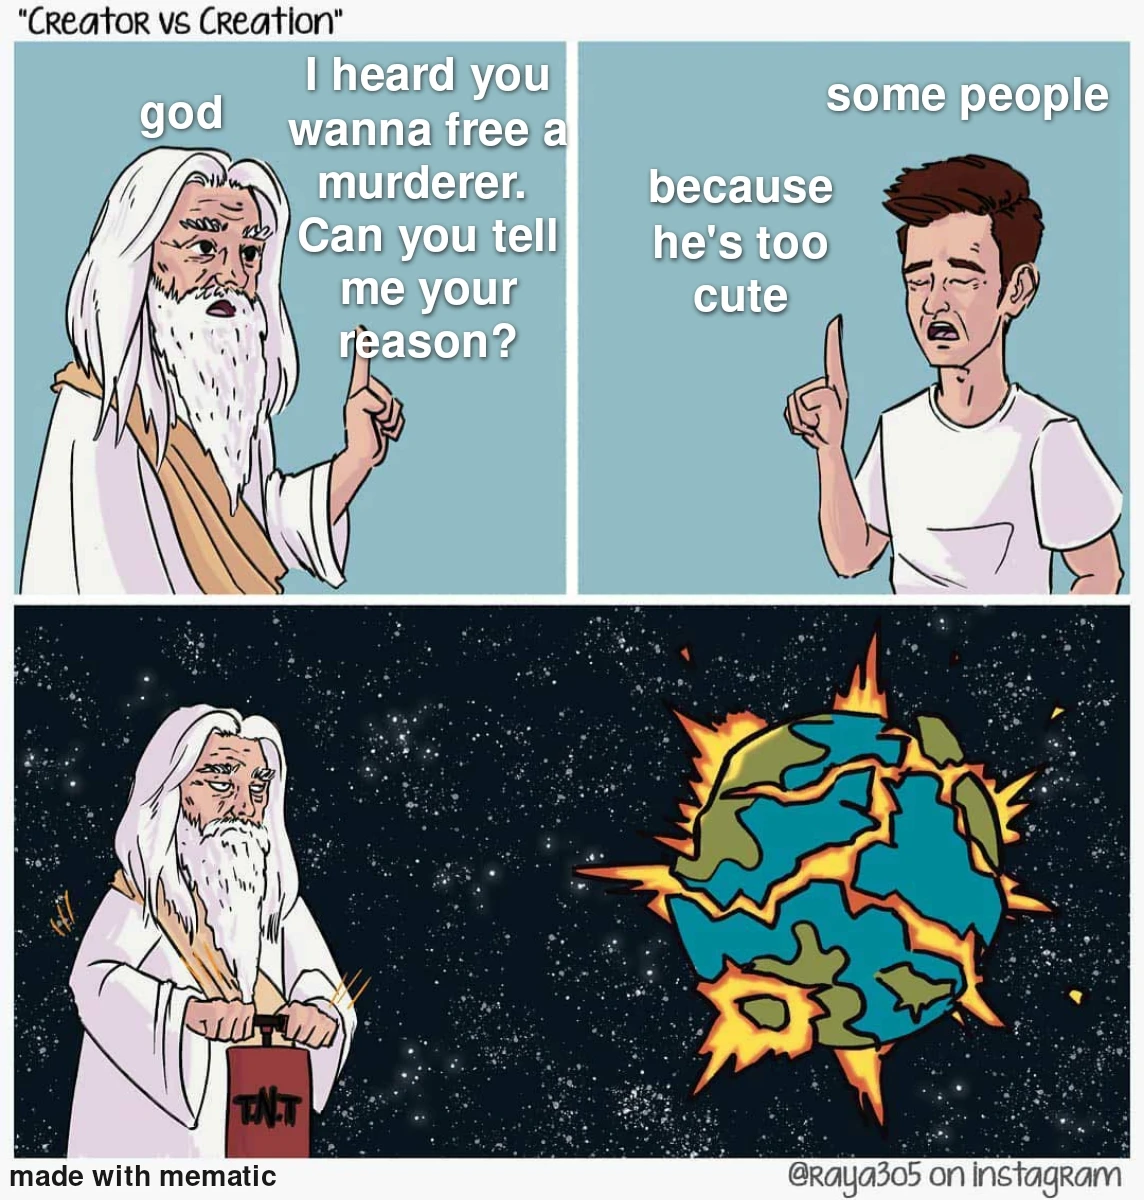 "Creator vs Creation"
god
I heard you
wanna free a
murderer.
Can you tell
me your
reason?
some people
because
he's too
cute
T.N.T
made with mematic
@raya305 on instagram